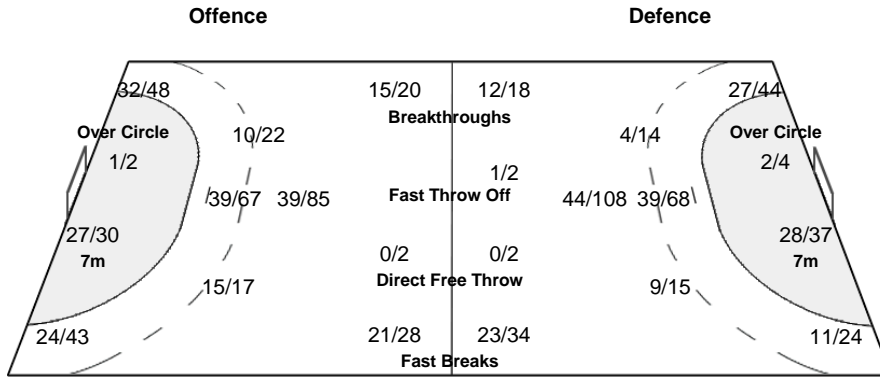 Offence Defence
32/48 15/20 12/18 27/44
Breakthroughs
Over Circle 10/22 4/14 Over Circle
1/2 1/2 2/4
39/67 39/85 Fast Throw Off 44/108 39/68
27/30 28/37
7m 0/2 0/2 7m
Direct Free Throw
15/17 9/15
24/43 21/28 23/34 11/24
Fast Breaks